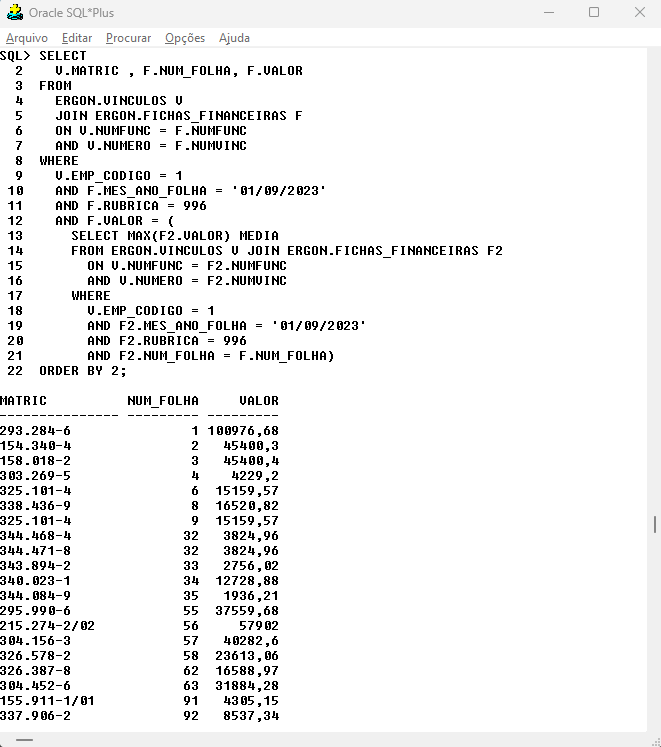 Oracle SQL*Plus
Arquivo Editar Procurar Opções Ajuda
SQL> SELECT
  2    V.MATRIC , F.NUM_FOLHA, F.VALOR
  3  FROM
  4    ERGON.VINCULOS V
  5    JOIN ERGON.FICHAS_FINANCEIRAS F
  6    ON V.NUMFUNC = F.NUMFUNC
  7    AND V.NUMERO = F.NUMVINC
  8  WHERE
  9    V.EMP_CODIGO = 1
 10    AND F.MES_ANO_FOLHA = '01/09/2023'
 11    AND F.RUBRICA = 996
 12    AND F.VALOR = (
 13      SELECT MAX(F2.VALOR) MEDIA
 14      FROM ERGON.VINCULOS V JOIN ERGON.FICHAS_FINANCEIRAS F2
 15        ON V.NUMFUNC = F2.NUMFUNC
 16        AND V.NUMERO = F2.NUMVINC
 17      WHERE
 18        V.EMP_CODIGO = 1
 19        AND F2.MES_ANO_FOLHA = '01/09/2023'
 20        AND F2.RUBRICA = 996
 21        AND F2.NUM_FOLHA = F.NUM_FOLHA)
 22  ORDER BY 2;
MATRIC          NUM_FOLHA     VALOR
--------------- --------- ---------
293.284-6               1 100976,68
154.340-4               2   45400,3
158.018-2               3   45400,4
303.269-5               4    4229,2
325.101-4               6  15159,57
338.436-9               8  16520,82
325.101-4               9  15159,57
344.468-4              32   3824,96
344.471-8              32   3824,96
343.894-2              33   2756,02
340.023-1              34  12728,88
344.084-9              35   1936,21
295.990-6              55  37559,68
215.274-2/02           56     57902
304.156-3              57   40282,6
326.578-2              58  23613,06
326.387-8              62  16588,97
304.452-6              63  31884,28
155.911-1/01           91   4305,15
337.906-2              92   8537,34